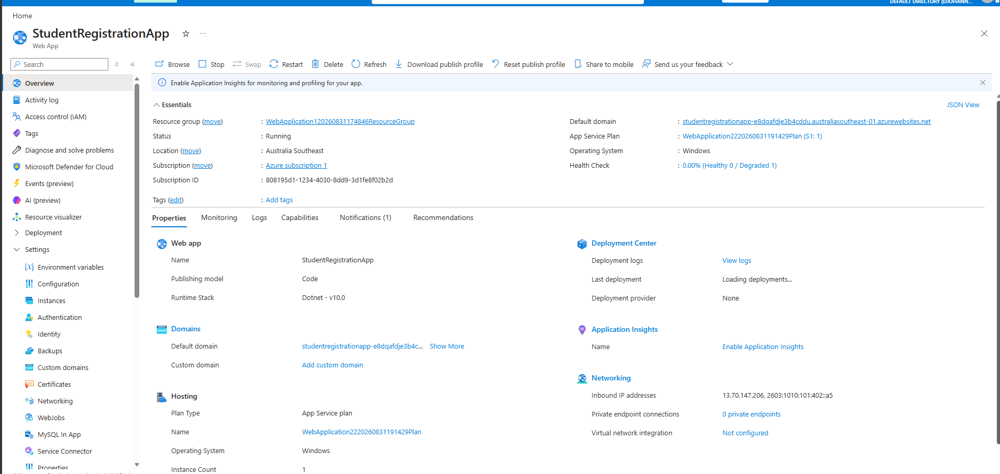 DEFAULT DIRECTORY (DJOHANN...
Home
StudentRegistrationApp
Web App
Search
Browse Stop Swap Restart Delete Refresh Download publish profile Reset publish profile Share to mobile Send us your feedback
Enable Application Insights for monitoring and profiling for your app.
Overview
Activity log
Access control (IAM)
Tags
Diagnose and solve problems
Microsoft Defender for Cloud
Events (preview)
AI (preview)
Resource visualizer
Deployment
Settings
Environment variables
Configuration
Instances
Authentication
Identity
Backups
Custom domains
Certificates
Networking
WebJobs
MySQL In App
Service Connector
Properties
Essentials
JSON View
Resource group (move) : WebApplication120260831174846ResourceGroup
Status : Running
Location (move) : Australia Southeast
Subscription (move) : Azure subscription 1
Subscription ID : 808195d1-1234-4030-8dd9-3d1fe8f02b2d
Tags (edit) : Add tags
Default domain : studentregistrationapp-e8dqafdje3b4cddu.australiasoutheast-01.azurewebsites.net
App Service Plan : WebApplication2220260831191429Plan (S1: 1)
Operating System : Windows
Health Check : 0.00% (Healthy 0 / Degraded 1)
Properties Monitoring Logs Capabilities Notifications (1) Recommendations
Web app
Name StudentRegistrationApp
Publishing model Code
Runtime Stack Dotnet - v10.0
Domains
Default domain studentregistrationapp-e8dqafdje3b4c... Show More
Custom domain Add custom domain
Hosting
Plan Type App Service plan
Name WebApplication2220260831191429Plan
Operating System Windows
Instance Count 1
Deployment Center
Deployment logs View logs
Last deployment Loading deployments...
Deployment provider None
Application Insights
Name Enable Application Insights
Networking
Inbound IP addresses 13.70.147.206, 2603:1010:101:402::a5
Private endpoint connections 0 private endpoints
Virtual network integration Not configured